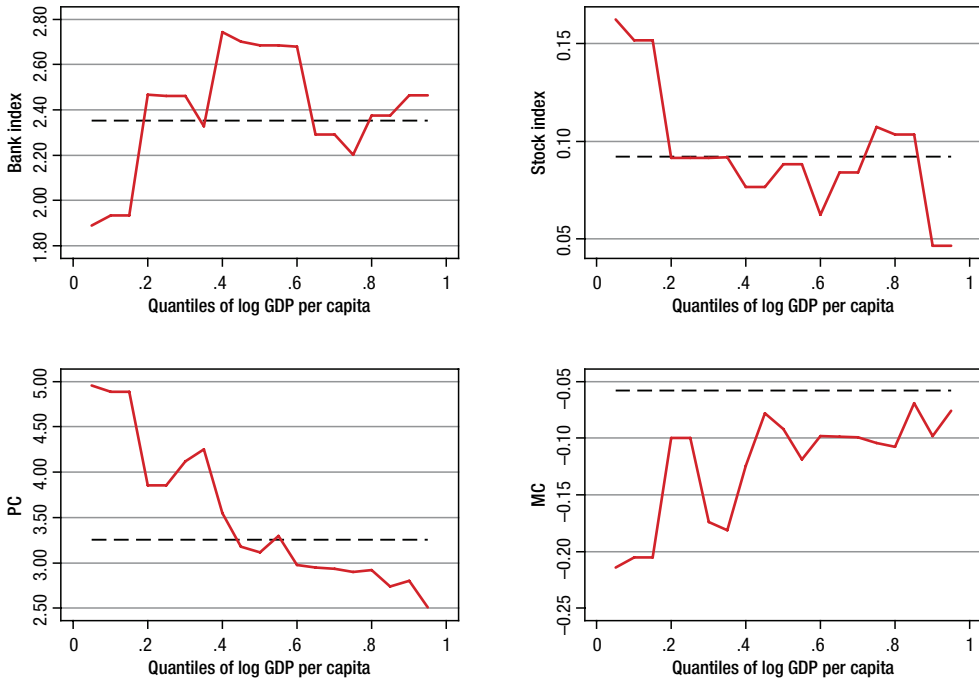 Bank index
2.80
2.60
2.40
2.20
2.00
1.80
0 .2 .4 .6 .8 1
Quantiles of log GDP per capita
Stock index
0.15
0.10
0.05
0 .2 .4 .6 .8 1
Quantiles of log GDP per capita
PC
5.00
4.50
4.00
3.50
3.00
2.50
0 .2 .4 .6 .8 1
Quantiles of log GDP per capita
MC
−0.05
−0.10
−0.15
−0.20
−0.25
0 .2 .4 .6 .8 1
Quantiles of log GDP per capita